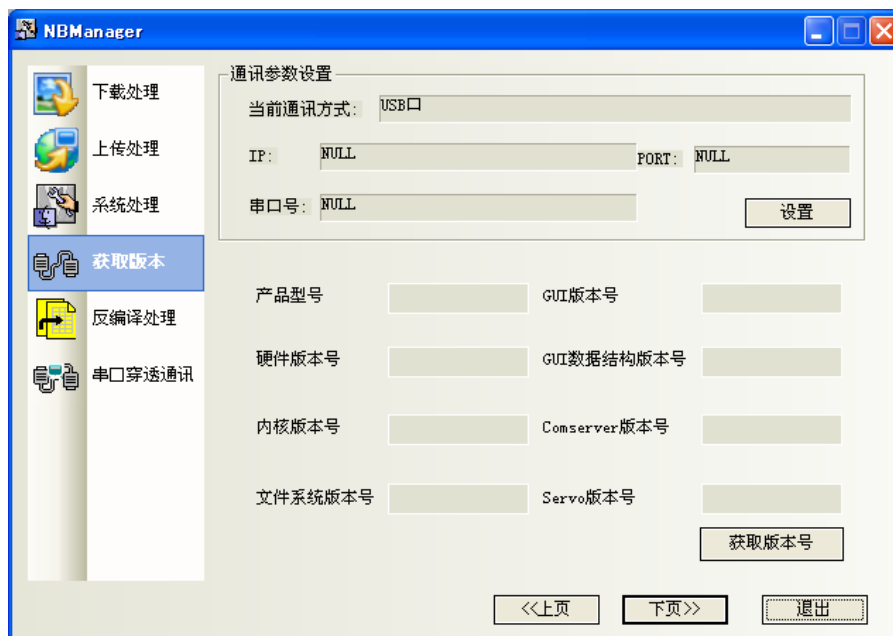 NBManager
下载处理
上传处理
系统处理
获取版本
反编译处理
串口穿透通讯
通讯参数设置
当前通讯方式: USB口
IP: NULL PORT: NULL
串口号: NULL 设置
产品型号 GUI版本号
硬件版本号 GUI数据结构版本号
内核版本号 Comserver版本号
文件系统版本号 Servo版本号
获取版本号
<<上页 下页>> 退出